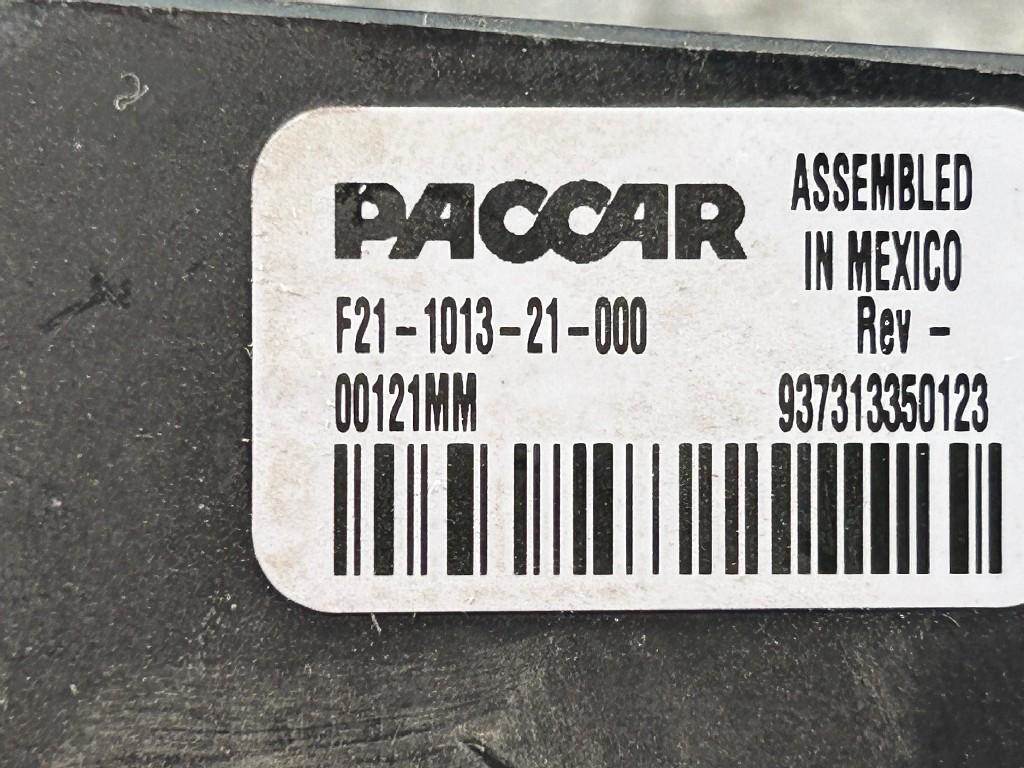 PACCAR
ASSEMBLED
IN MEXICO
F21-1013-21-000
Rev -
00121MM
937313350123